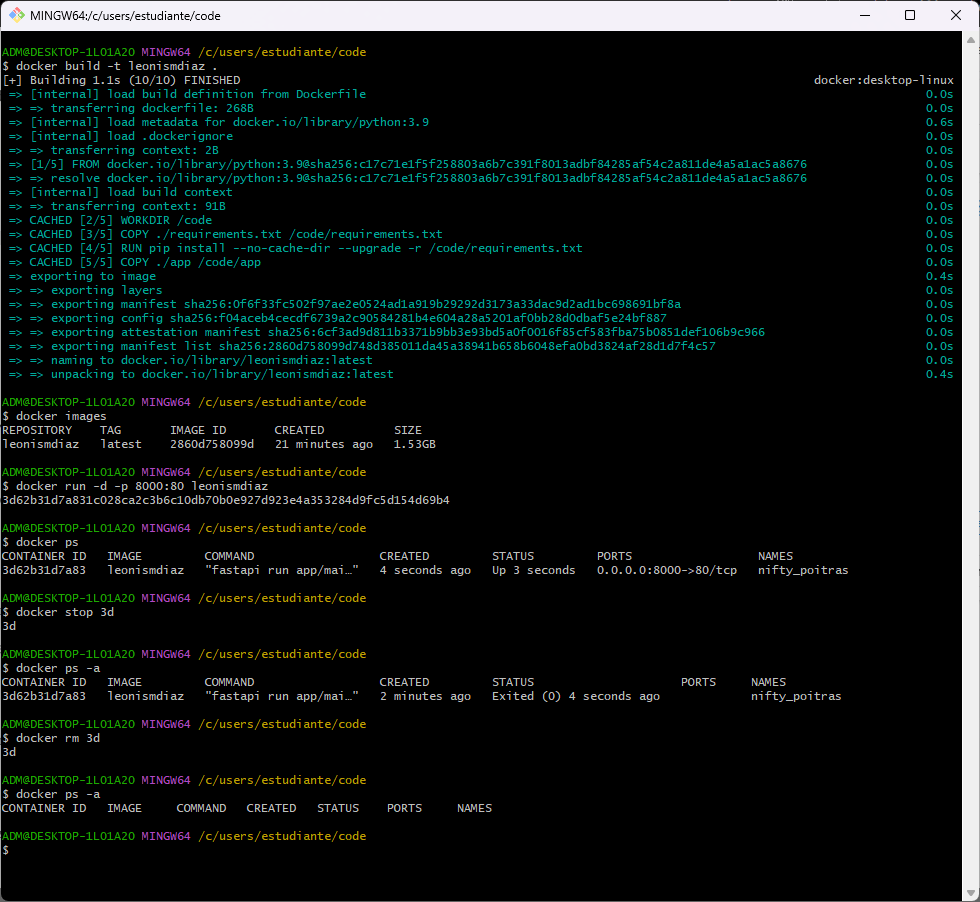 MINGW64:/c/users/estudiante/code
ADM@DESKTOP-1L01A20 MINGW64 /c/users/estudiante/code
$ docker build -t leonismdiaz .
[+] Building 1.1s (10/10) FINISHED docker:desktop-linux
=> [internal] load build definition from Dockerfile 0.0s
=> => transferring dockerfile: 268B 0.0s
=> [internal] load metadata for docker.io/library/python:3.9 0.6s
=> [internal] load .dockerignore 0.0s
=> => transferring context: 2B 0.0s
=> [1/5] FROM docker.io/library/python:3.9@sha256:c17c71e1f5f258803a6b7c391f8013adbf84285af54c2a811de4a5a1ac5a8676 0.0s
=> => resolve docker.io/library/python:3.9@sha256:c17c71e1f5f258803a6b7c391f8013adbf84285af54c2a811de4a5a1ac5a8676 0.0s
=> [internal] load build context 0.0s
=> => transferring context: 91B 0.0s
=> CACHED [2/5] WORKDIR /code 0.0s
=> CACHED [3/5] COPY ./requirements.txt /code/requirements.txt 0.0s
=> CACHED [4/5] RUN pip install --no-cache-dir --upgrade -r /code/requirements.txt 0.0s
=> CACHED [5/5] COPY ./app /code/app 0.0s
=> exporting to image 0.4s
=> => exporting layers 0.0s
=> => exporting manifest sha256:0f6f33fc502f97ae2e0524ad1a919b29292d3173a33dac9d2ad1bc698691bf8a 0.0s
=> => exporting config sha256:f04aceb4cecdf6739a2c90584281b4e604a28a5201af0bb28d0dbaf5e24bf887 0.0s
=> => exporting attestation manifest sha256:6cf3ad9d811b3371b9bb3e93bd5a0f0016f85cf583fba75b0851def106b9c966 0.0s
=> => exporting manifest list sha256:2860d758099d748d385011da45a38941b658b6048efa0bd3824af28d1d7f4c57 0.0s
=> => naming to docker.io/library/leonismdiaz:latest 0.0s
=> => unpacking to docker.io/library/leonismdiaz:latest 0.4s
ADM@DESKTOP-1L01A20 MINGW64 /c/users/estudiante/code
$ docker images
REPOSITORY TAG IMAGE ID CREATED SIZE
leonismdiaz latest 2860d758099d 21 minutes ago 1.53GB
ADM@DESKTOP-1L01A20 MINGW64 /c/users/estudiante/code
$ docker run -d -p 8000:80 leonismdiaz
3d62b31d7a831c028ca2c3b6c10db70b0e927d923e4a353284d9fc5d154d69b4
ADM@DESKTOP-1L01A20 MINGW64 /c/users/estudiante/code
$ docker ps
CONTAINER ID IMAGE COMMAND CREATED STATUS PORTS NAMES
3d62b31d7a83 leonismdiaz "fastapi run app/mai…" 4 seconds ago Up 3 seconds 0.0.0.0:8000->80/tcp nifty_poitras
ADM@DESKTOP-1L01A20 MINGW64 /c/users/estudiante/code
$ docker stop 3d
3d
ADM@DESKTOP-1L01A20 MINGW64 /c/users/estudiante/code
$ docker ps -a
CONTAINER ID IMAGE COMMAND CREATED STATUS PORTS NAMES
3d62b31d7a83 leonismdiaz "fastapi run app/mai…" 2 minutes ago Exited (0) 4 seconds ago nifty_poitras
ADM@DESKTOP-1L01A20 MINGW64 /c/users/estudiante/code
$ docker rm 3d
3d
ADM@DESKTOP-1L01A20 MINGW64 /c/users/estudiante/code
$ docker ps -a
CONTAINER ID IMAGE COMMAND CREATED STATUS PORTS NAMES
ADM@DESKTOP-1L01A20 MINGW64 /c/users/estudiante/code
$